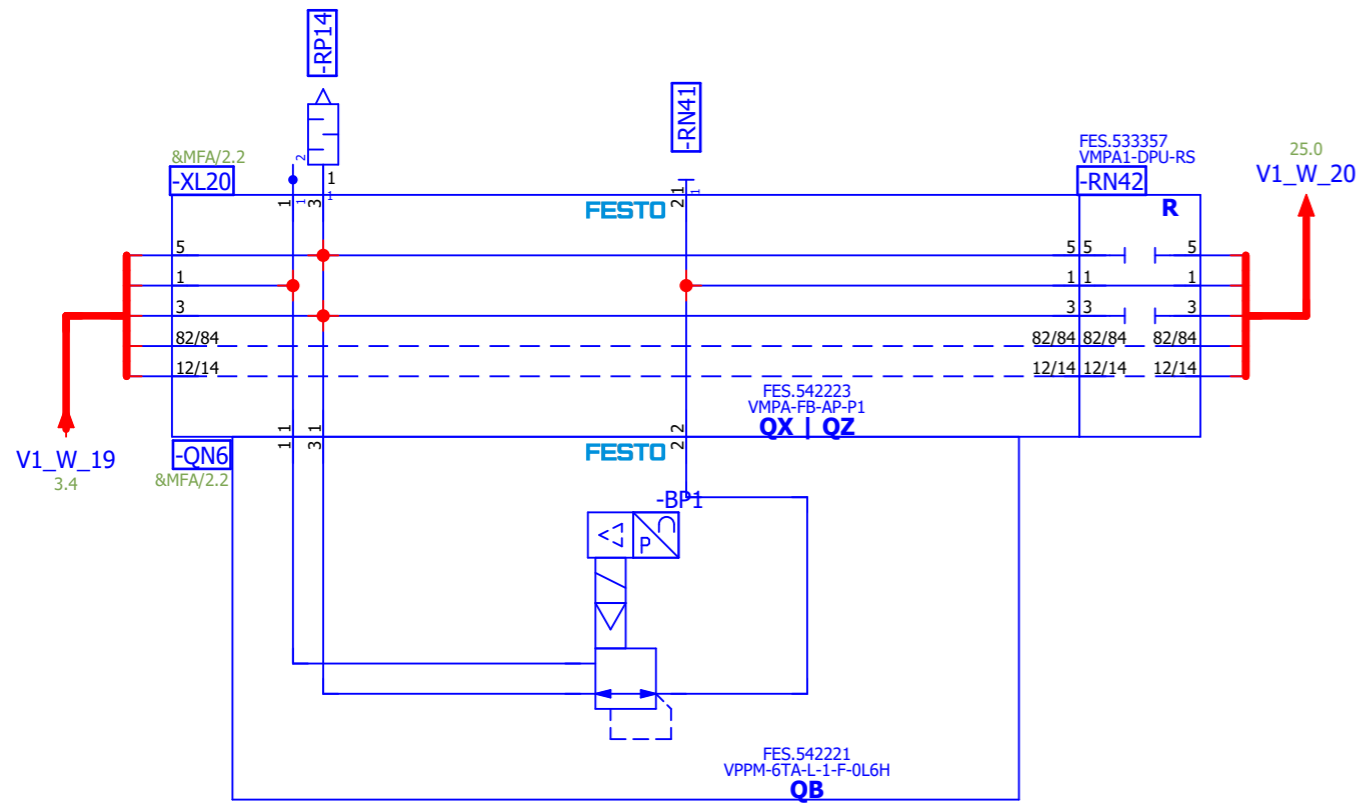 -RP14
-RN41
2
1
1
1
&MFA/2.2
-XL20
1
3
FESTO
2
1
1
FES.533357
VMPA1-DPU-RS
-RN42
R
25.0
V1_W_20
5
5
5
5
1
1
1
1
3
3
3
3
82/84
82/84
82/84
82/84
12/14
12/14
12/14
12/14
FES.542223
VMPA-FB-AP-P1
QX | QZ
V1_W_19
3.4
-QN6
&MFA/2.2
1
1
1
3
FESTO
2
2
-BP1
P
FES.542221
VPPM-6TA-L-1-F-0L6H
QB